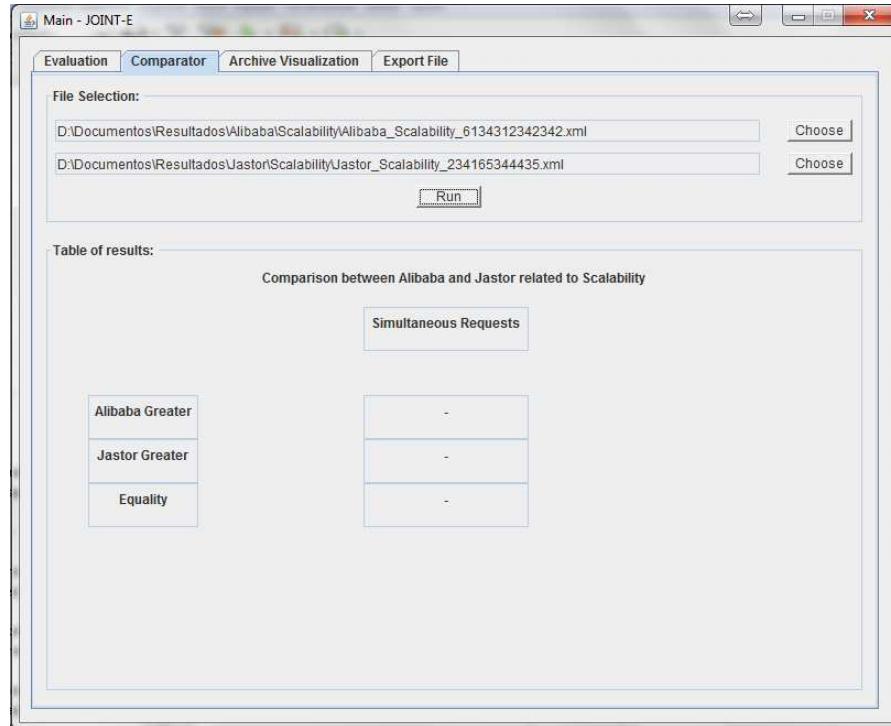 Main - JOINT-E
Evaluation Comparator Archive Visualization Export File
File Selection:
D:\Documentos\Resultados\Alibaba\Scalability\Alibaba_Scalability_6134312342342.xml Choose
D:\Documentos\Resultados\Jastor\Scalability\Jastor_Scalability_234165344435.xml Choose
Run
Table of results:
Comparison between Alibaba and Jastor related to Scalability
Simultaneous Requests
Alibaba Greater -
Jastor Greater -
Equality -